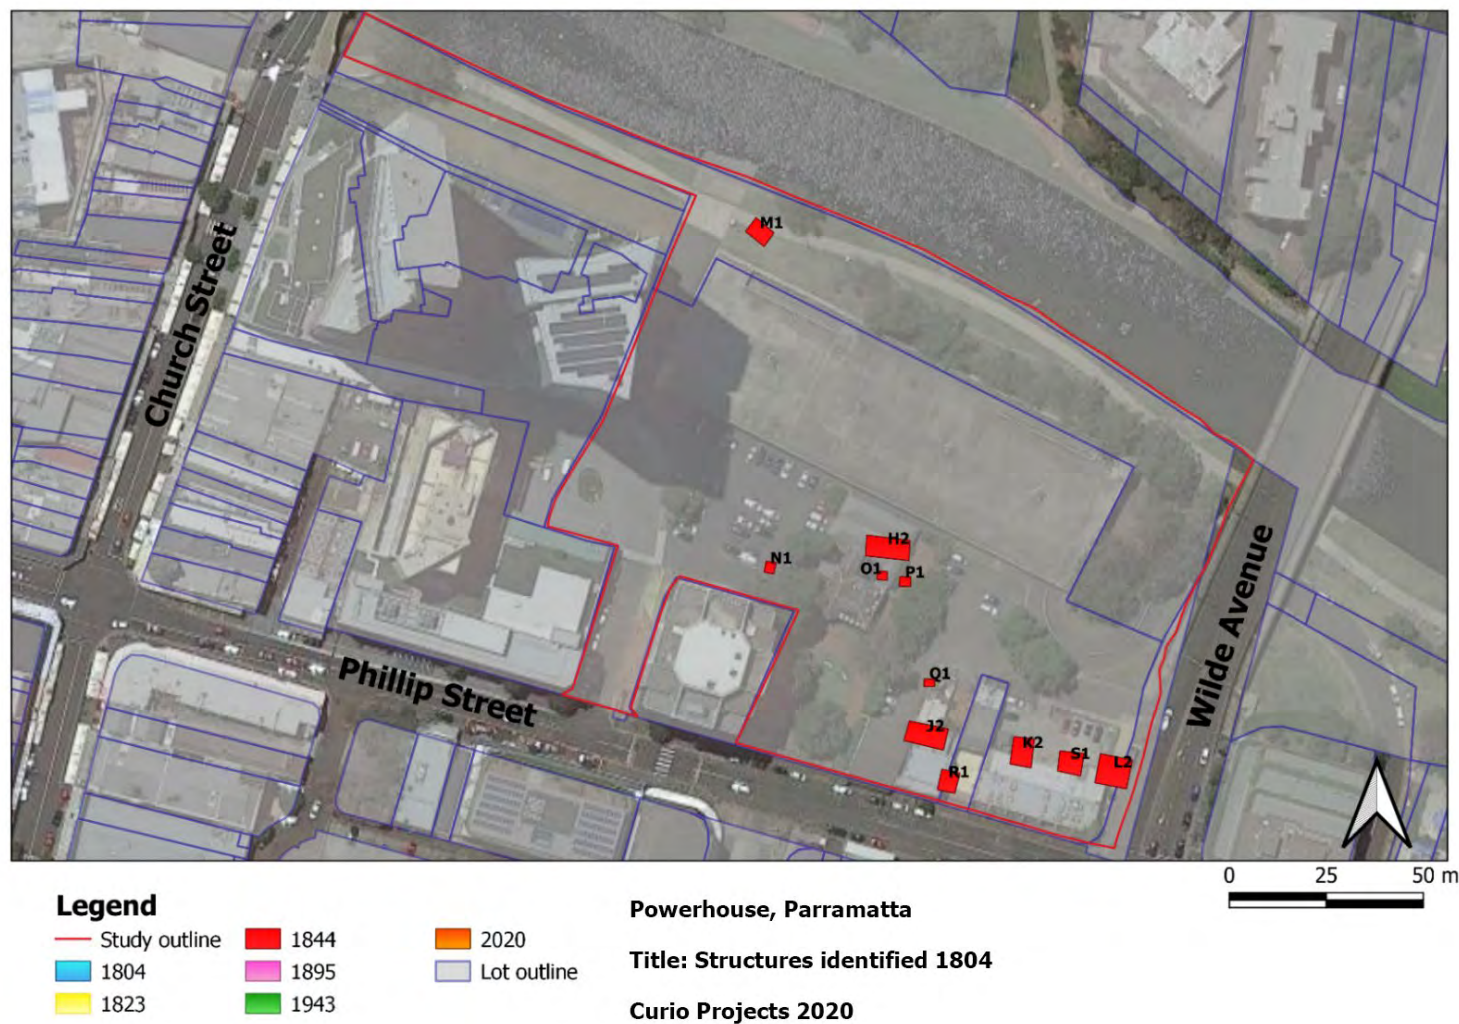 M1
Church Street
H2
N1
O1
P1
Wilde Avenue
Phillip Street
Q1
J2
K2
S1
L2
R1
0 25 50 m
Legend
Study outline
1804
1823
1844
1895
1943
2020
Lot outline
Powerhouse, Parramatta
Title: Structures identified 1804
Curio Projects 2020